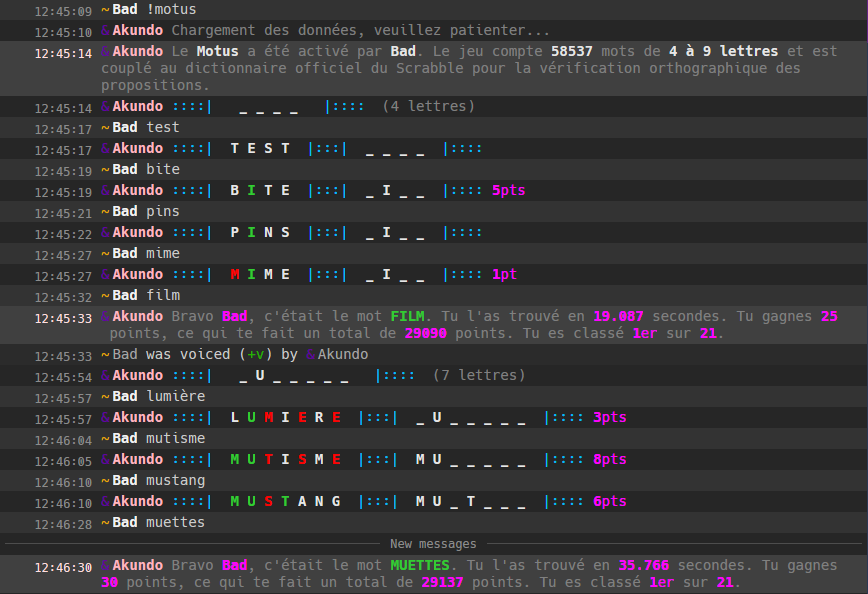 12:45:09 ~Bad !motus
12:45:10 &Akundo Chargement des données, veuillez patienter...
12:45:14 &Akundo Le Motus a été activé par Bad. Le jeu compte 58537 mots de 4 à 9 lettres et est
couplé au dictionnaire officiel du Scrabble pour la vérification orthographique des
propositions.
12:45:14 &Akundo ::::| _ _ _ _ |:::: (4 lettres)
12:45:17 ~Bad test
12:45:17 &Akundo ::::| T E S T |:::| _ _ _ _ |::::
12:45:19 ~Bad bite
12:45:19 &Akundo ::::| B I T E |:::| _ I _ _ |:::: 5pts
12:45:21 ~Bad pins
12:45:22 &Akundo ::::| P I N S |:::| _ I _ _ |::::
12:45:27 ~Bad mime
12:45:27 &Akundo ::::| M I M E |:::| _ I _ _ |:::: 1pt
12:45:32 ~Bad film
12:45:33 &Akundo Bravo Bad, c'était le mot FILM. Tu l'as trouvé en 19.087 secondes. Tu gagnes 25
points, ce qui te fait un total de 29090 points. Tu es classé 1er sur 21.
12:45:33 ~Bad was voiced (+v) by &Akundo
12:45:54 &Akundo ::::| _ U _ _ _ _ _ |:::: (7 lettres)
12:45:57 ~Bad lumière
12:45:57 &Akundo ::::| L U M I E R E |:::| _ U _ _ _ _ _ |:::: 3pts
12:46:04 ~Bad mutisme
12:46:05 &Akundo ::::| M U T I S M E |:::| M U _ _ _ _ _ |:::: 8pts
12:46:10 ~Bad mustang
12:46:10 &Akundo ::::| M U S T A N G |:::| M U _ T _ _ _ |:::: 6pts
12:46:28 ~Bad muettes
New messages
12:46:30 &Akundo Bravo Bad, c'était le mot MUETTES. Tu l'as trouvé en 35.766 secondes. Tu gagnes
30 points, ce qui te fait un total de 29137 points. Tu es classé 1er sur 21.